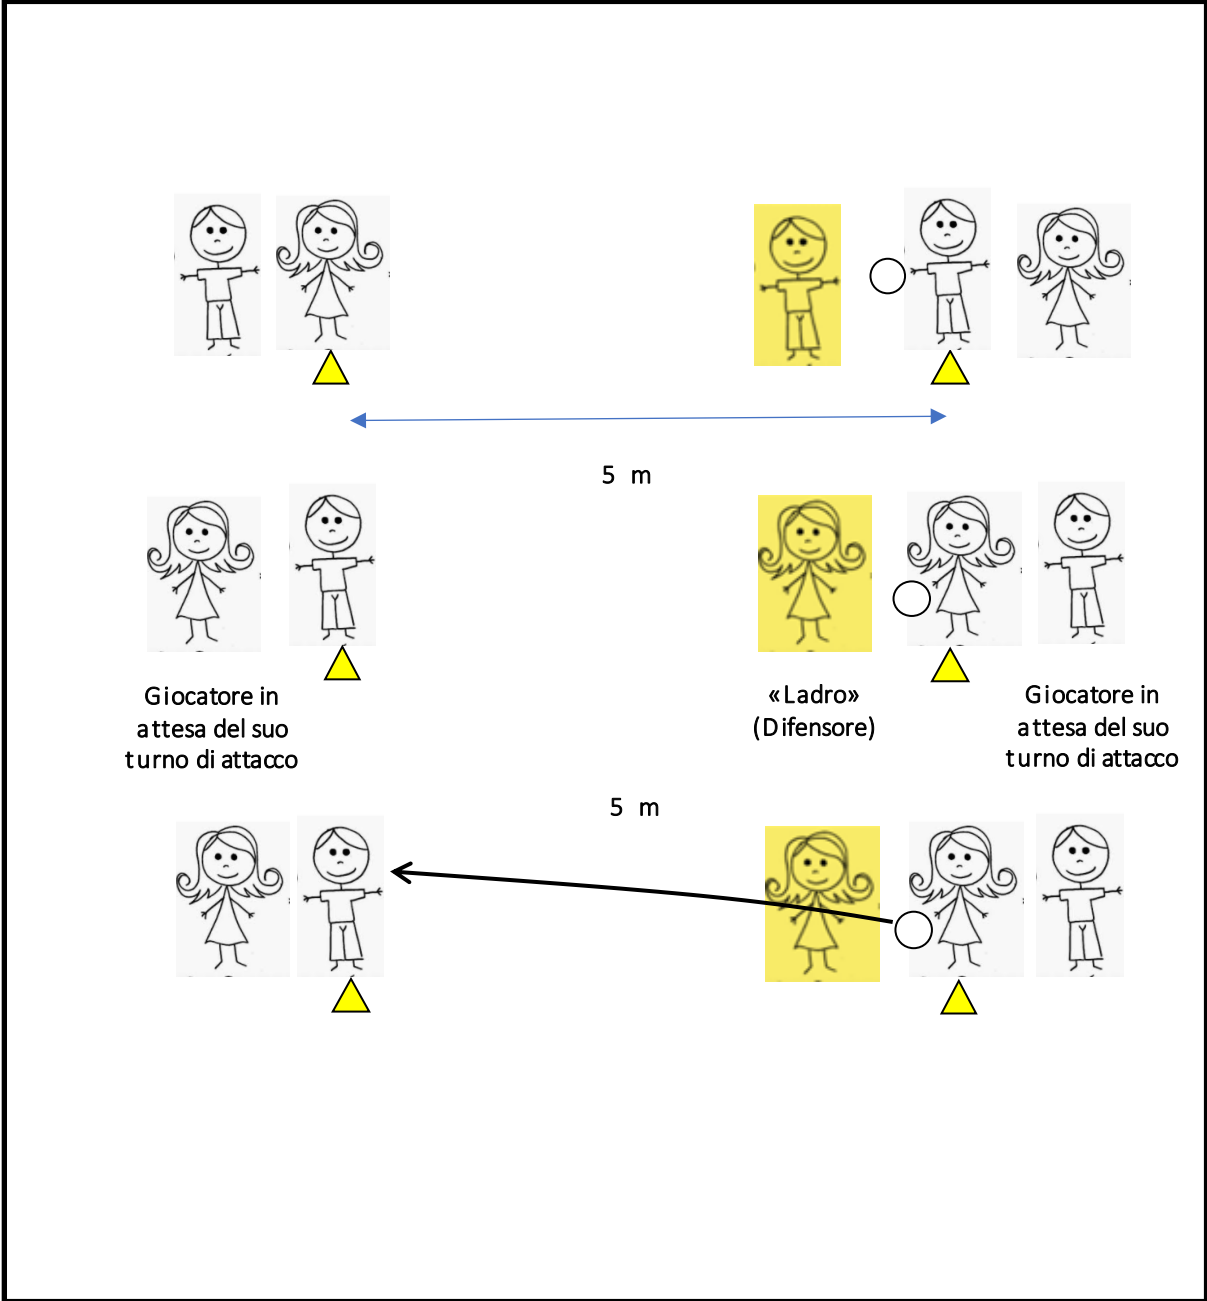 5 m
Giocatore in
attesa del suo
turno di attacco
«Ladro»
(Difensore)
Giocatore in
attesa del suo
turno di attacco
5 m